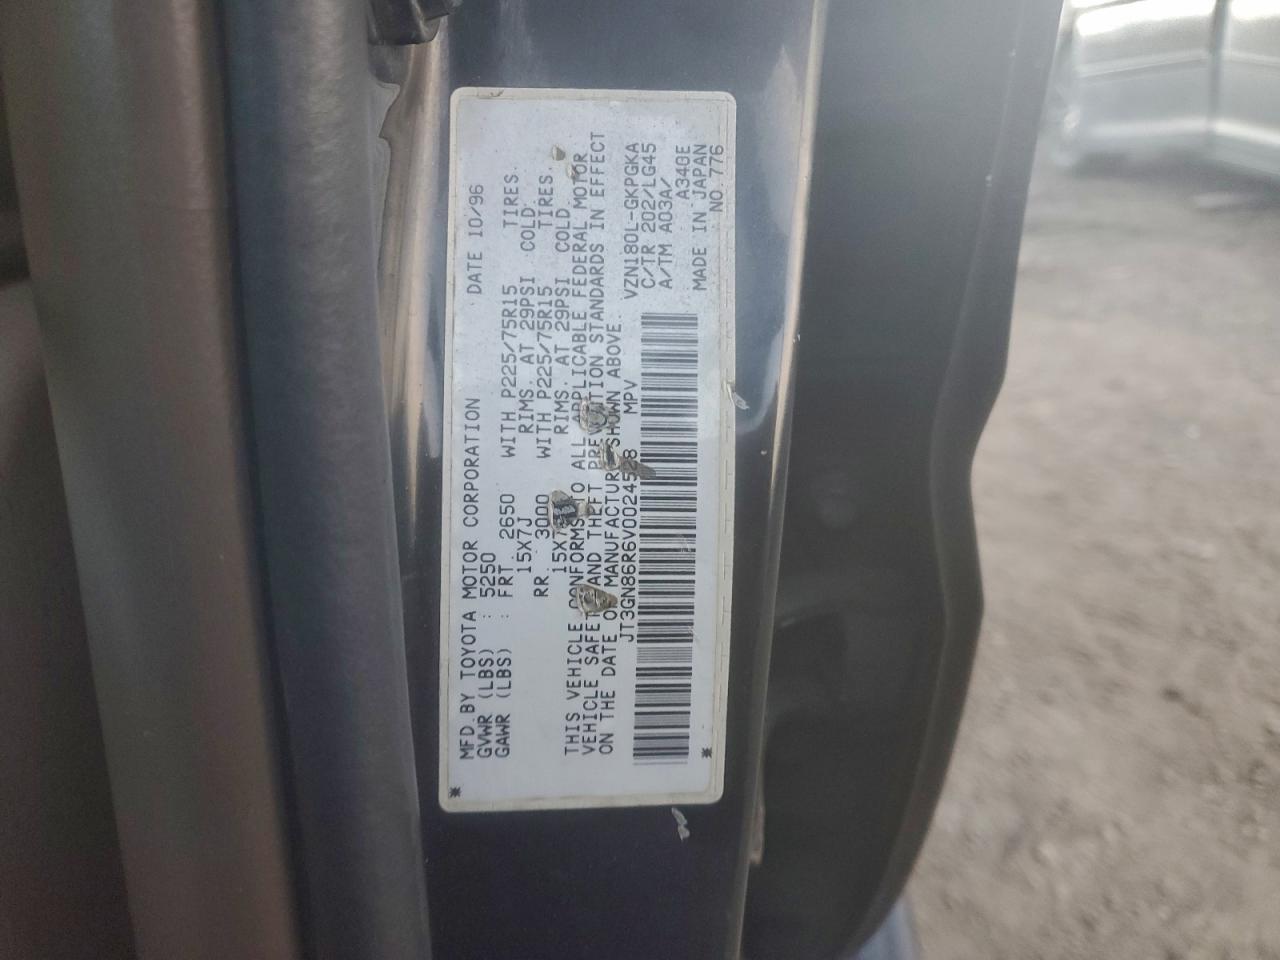 MFD. BY TOYOTA MOTOR CORPORATION DATE 10/96
GVWR (LBS) : 5250
GAWR (LBS) : FRT. 2650 WITH P225/75R15 TIRES.
15X7J RIMS. AT 29PSI COLD.
RR. 3000 WITH P225/75R15 TIRES.
RIMS. AT 29PSI COLD.
THIS VEHICLE CONFORMS TO ALL APPLICABLE FEDERAL MOTOR
VEHICLE SAFETY AND THEFT PREVENTION STANDARDS IN EFFECT
ON THE DATE OF MANUFACTURE SHOWN ABOVE.
JT3GN86R6V0024528 MPV
VZN180L-GKPGKA
C/TR 202/LG45
A/TM A03A/
A340E
MADE IN JAPAN
NO.776